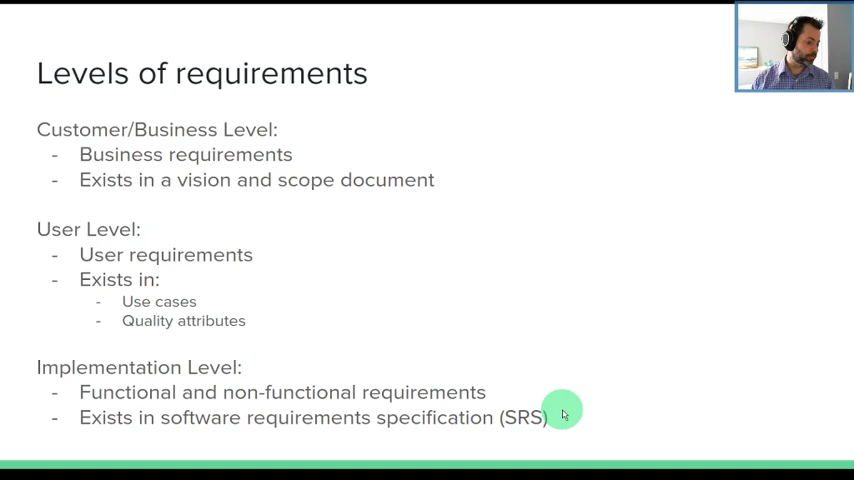 Levels of requirements
Customer/Business Level:
- Business requirements
- Exists in a vision and scope document
User Level:
- User requirements
- Exists in:
- Use cases
- Quality attributes
Implementation Level:
- Functional and non-functional requirements
- Exists in software requirements specification (SRS)